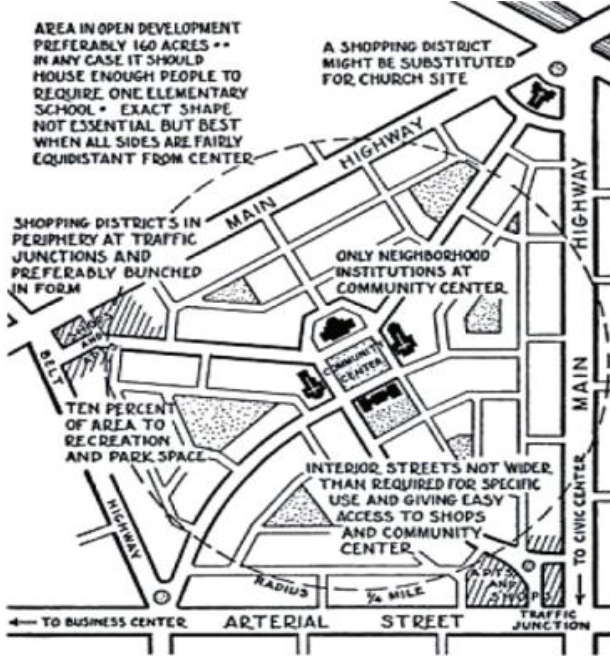 AREA IN OPEN DEVELOPMENT
PREFERABLY 160 ACRES --
IN ANY CASE IT SHOULD
HOUSE ENOUGH PEOPLE TO
REQUIRE ONE ELEMENTARY
SCHOOL • EXACT SHAPE
NOT ESSENTIAL BUT BEST
WHEN ALL SIDES ARE FAIRLY
EQUIDISTANT FROM CENTER
A SHOPPING DISTRICT
MIGHT BE SUBSTITUTED
FOR CHURCH SITE
MAIN HIGHWAY
HIGHWAY
MAIN
SHOPPING DISTRICTS IN
PERIPHERY AT TRAFFIC
JUNCTIONS AND
PREFERABLY BUNCHED
IN FORM
ONLY NEIGHBORHOOD
INSTITUTIONS AT
COMMUNITY CENTER
COMMUNITY
CENTER
BELT
HIGHWAY
TEN PERCENT
OF AREA TO
RECREATION
AND PARK SPACE
INTERIOR STREETS NOT WIDER
THAN REQUIRED FOR SPECIFIC
USE AND GIVING EASY
ACCESS TO SHOPS
AND COMMUNITY
CENTER
TO CIVIC CENTER
RADIUS ¼ MILE
APTS
AND
SHOPS
TRAFFIC
JUNCTION
TO BUSINESS CENTER
ARTERIAL STREET